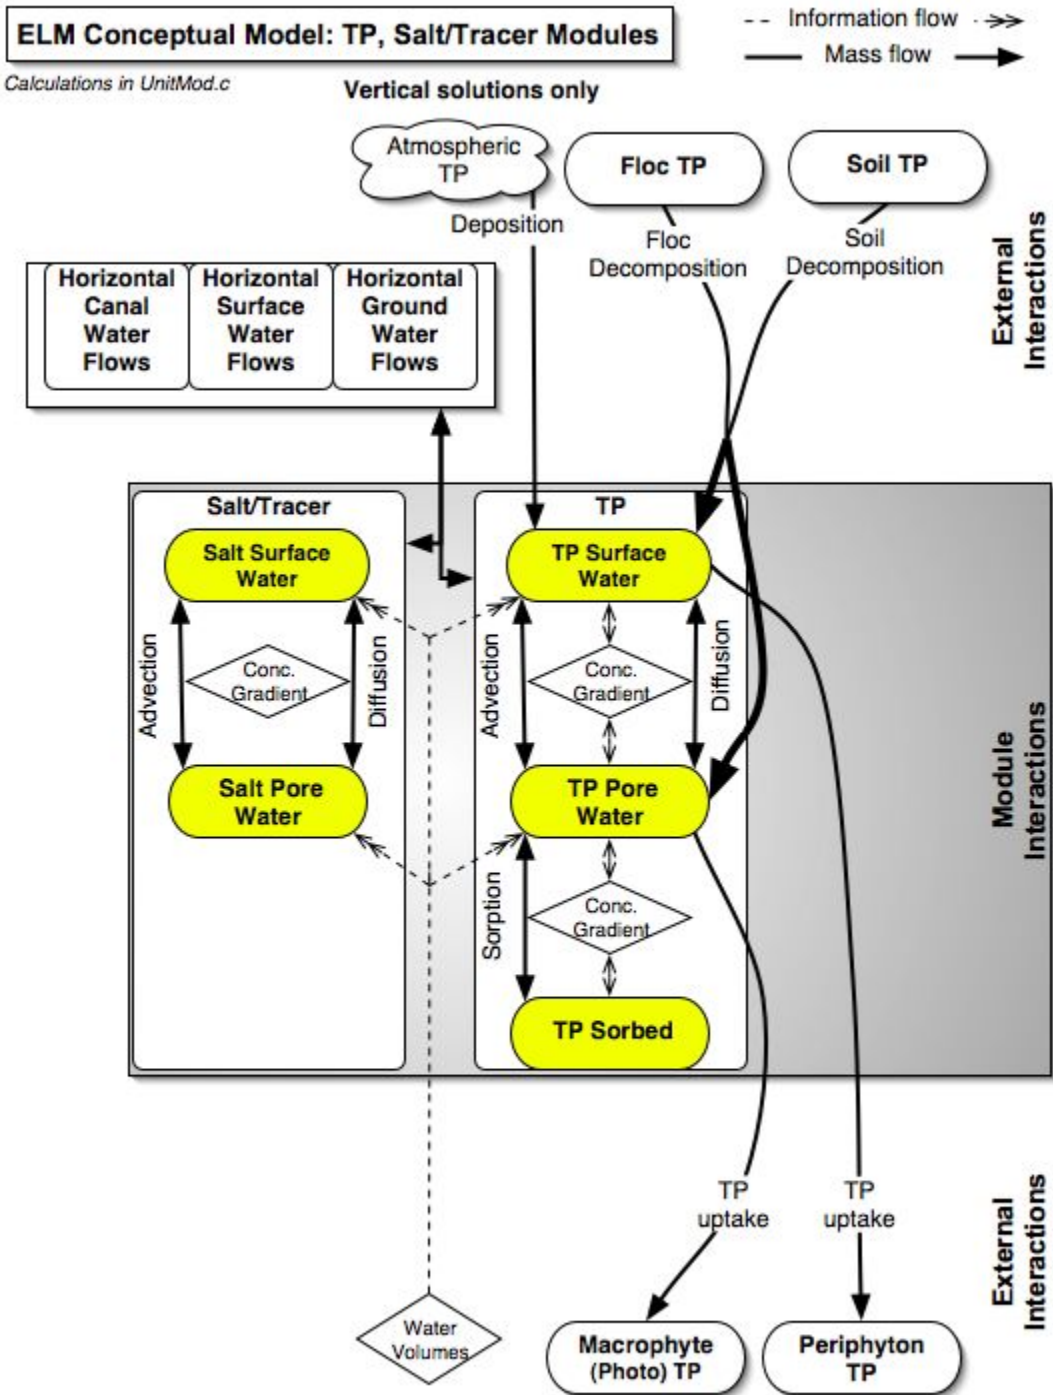 ELM Conceptual Model: TP, Salt/Tracer Modules
Information flow
Mass flow
Calculations in UnitMod.c
Vertical solutions only
Atmospheric
TP
Floc TP
Soil TP
Deposition
Floc
Decomposition
Soil
Decomposition
External
Interactions
Horizontal
Canal
Water
Flows
Horizontal
Surface
Water
Flows
Horizontal
Ground
Water
Flows
Salt/Tracer
TP
Salt Surface
Water
TP Surface
Water
Advection
Conc.
Gradient
Diffusion
Advection
Conc.
Gradient
Diffusion
Salt Pore
Water
TP Pore
Water
Module
Interactions
Sorption
Conc.
Gradient
TP Sorbed
TP
uptake
TP
uptake
External
Interactions
Water
Volumes
Macrophyte
(Photo) TP
Periphyton
TP